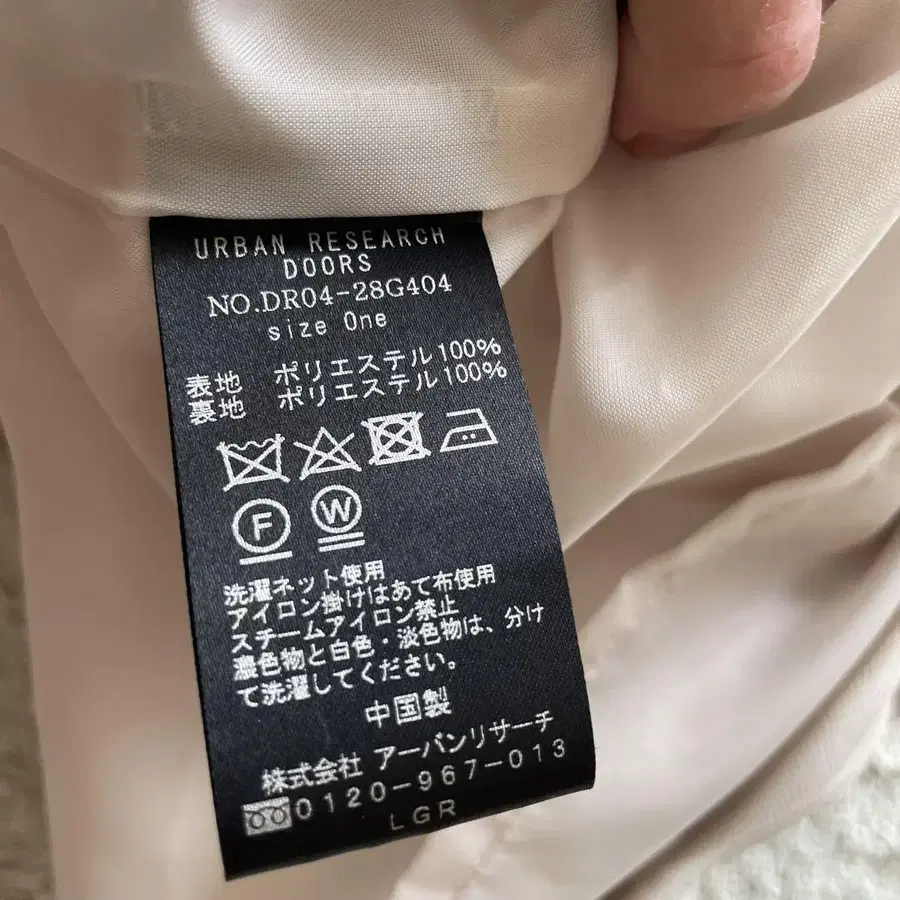 URBAN RESEARCH
DOORS
NO.DR04-28G404
size One
表地 ポリエステル100%
裏地 ポリエステル100%
F W
洗濯ネット使用
アイロン掛けはあて布使用
スチームアイロン禁止
濃色物と白色・淡色物は、分け
て洗濯してください。
中国製
株式会社 アーバンリサーチ
0120-967-013
LGR